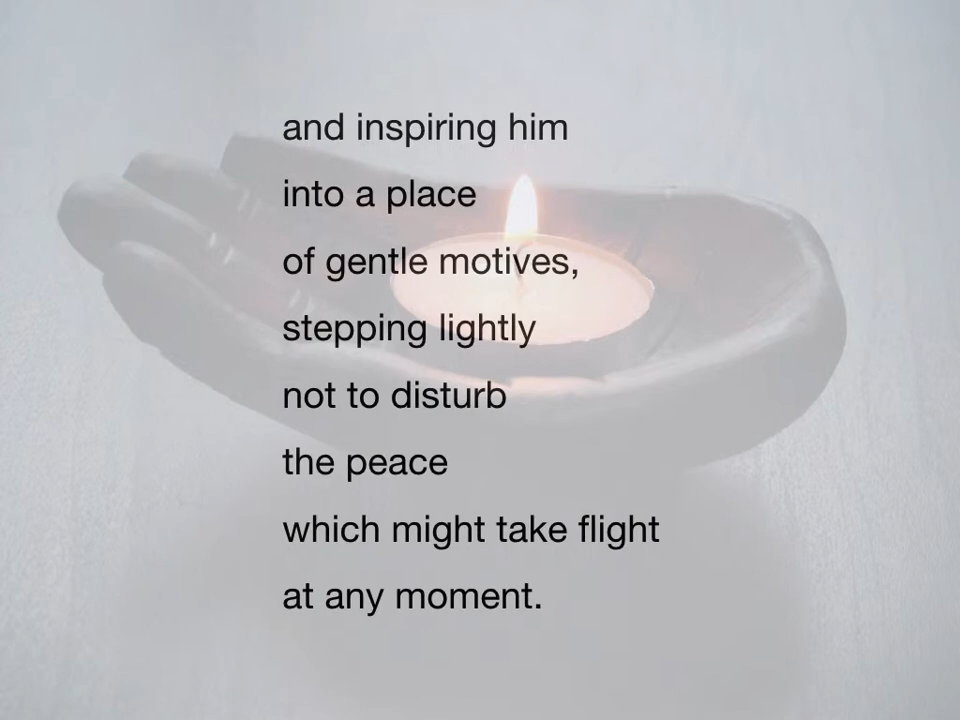 and inspiring him
into a place
of gentle motives,
stepping lightly
not to disturb
the peace
which might take flight
at any moment.